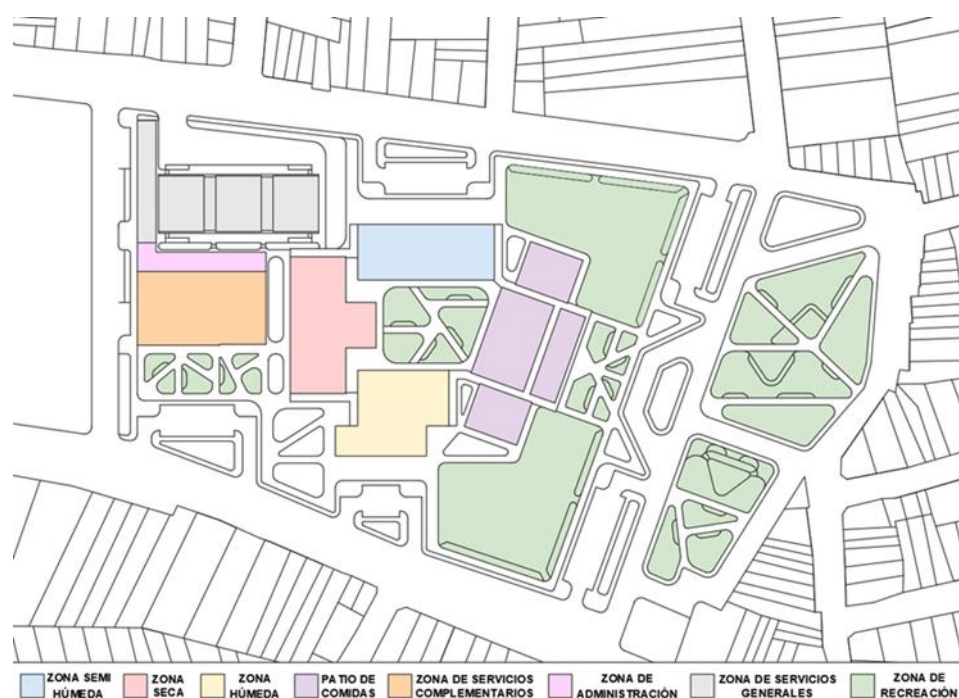 ZONA SEMI HÚMEDA
ZONA SECA
ZONA HÚMEDA
PATIO DE COMIDAS
ZONA DE SERVICIOS COMPLEMENTARIOS
ZONA DE ADMINISTRACIÓN
ZONA DE SERVICIOS GENERALES
ZONA DE RECREACIÓN